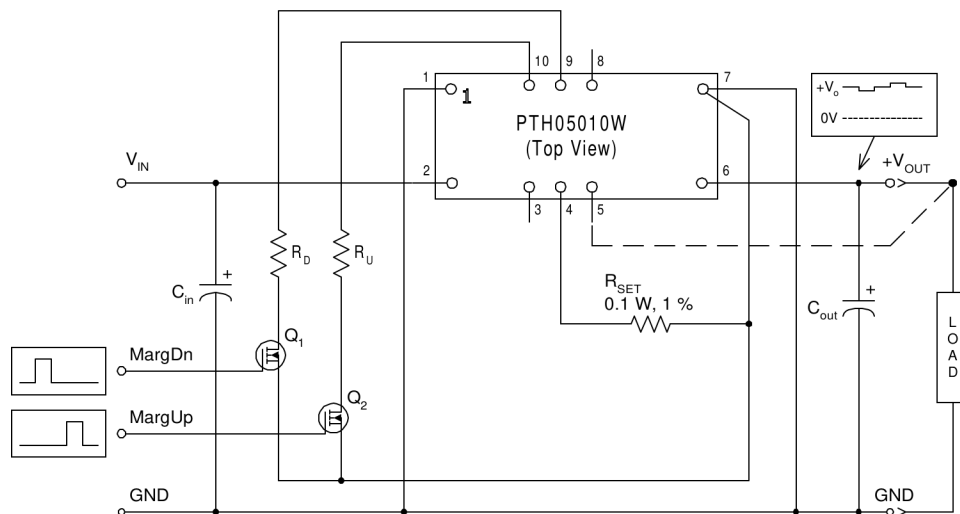 10 9 8
1 1 7
PTH05010W
(Top View)
+Vo
0V
VIN
2 6
+VOUT
3 4 5
RD RU
RSET
0.1 W, 1 %
Cin
Cout
LOAD
Q1
MargDn
Q2
MargUp
GND GND